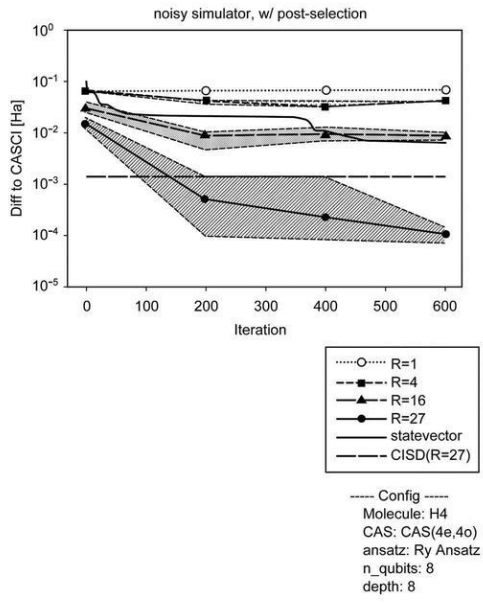 noisy simulator, w/ post-selection
10⁰
10⁻¹
10⁻²
10⁻³
10⁻⁴
10⁻⁵
Diff to CASCI [Ha]
0 100 200 300 400 500 600
Iteration
R=1
R=4
R=16
R=27
statevector
CISD(R=27)
----- Config -----
Molecule: H4
CAS: CAS(4e,4o)
ansatz: Ry Ansatz
n_qubits: 8
depth: 8